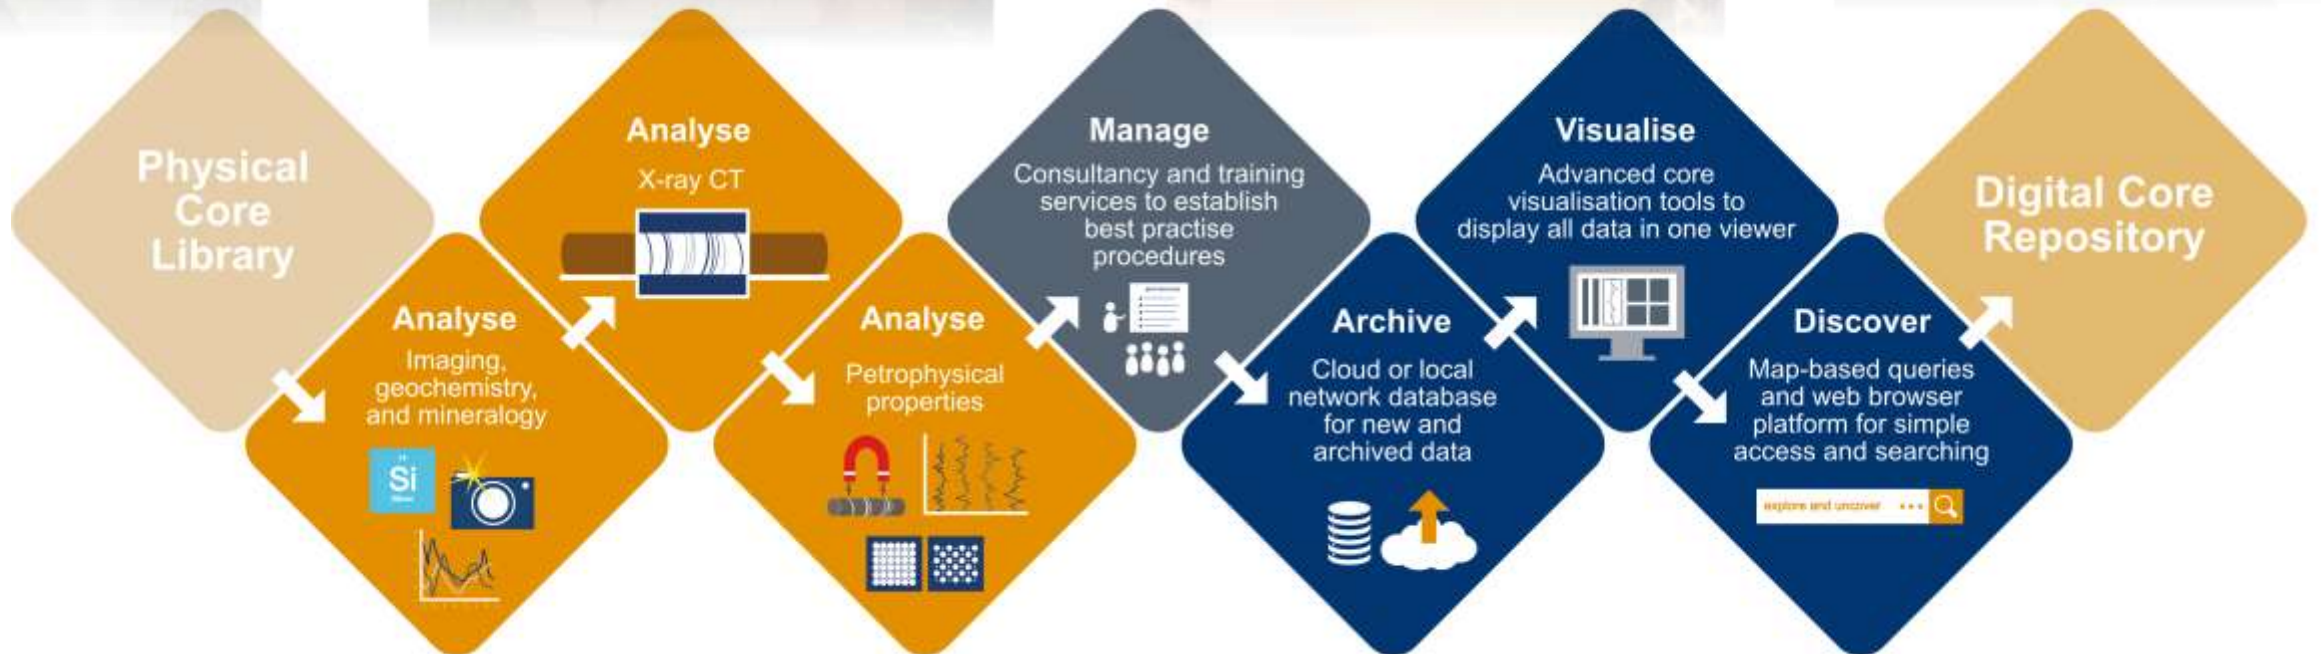 Physical
Core
Library
Analyse
Imaging,
geochemistry,
and mineralogy
Si
Analyse
X-ray CT
Analyse
Petrophysical
properties
Manage
Consultancy and training
services to establish
best practise
procedures
Archive
Cloud or local
network database
for new and
archived data
Visualise
Advanced core
visualisation tools to
display all data in one viewer
Discover
Map-based queries
and web browser
platform for simple
access and searching
explore and uncover
Digital Core
Repository